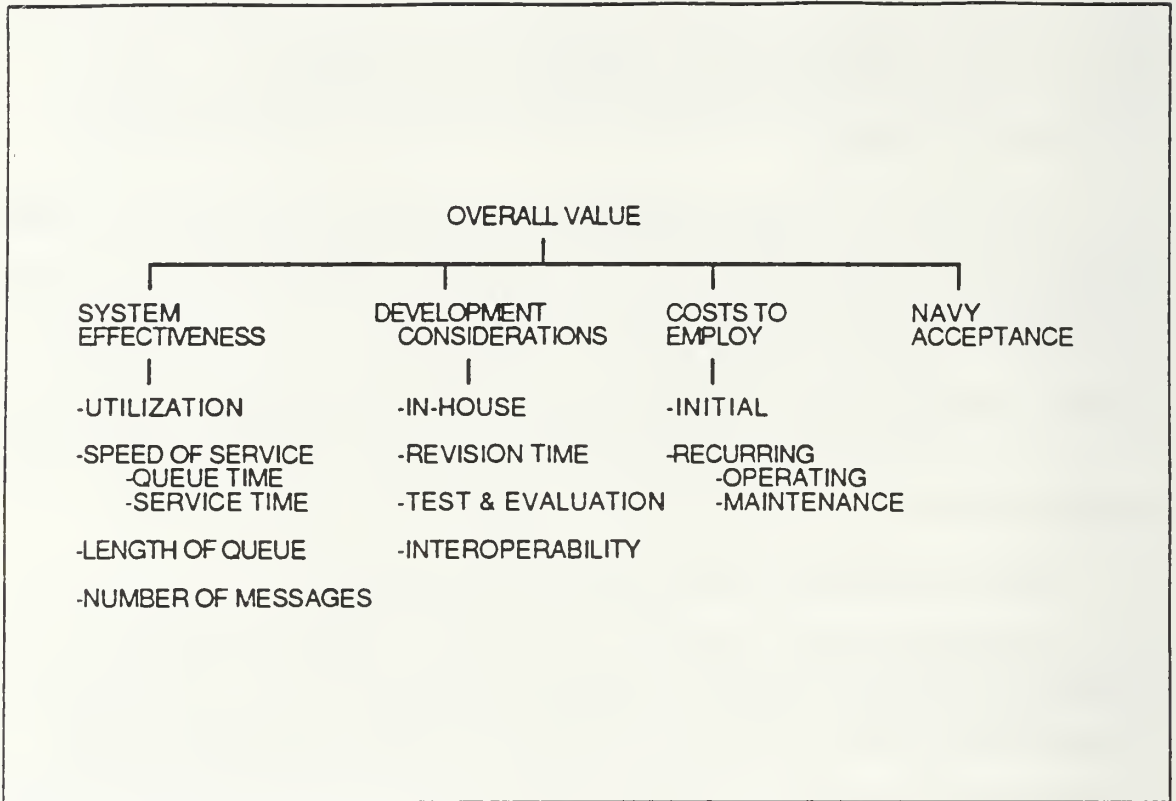 OVERALL VALUE
SYSTEM
EFFECTIVENESS
-UTILIZATION
-SPEED OF SERVICE
-QUEUE TIME
-SERVICE TIME
-LENGTH OF QUEUE
-NUMBER OF MESSAGES
DEVELOPMENT
CONSIDERATIONS
-IN-HOUSE
-REVISION TIME
-TEST & EVALUATION
-INTEROPERABILITY
COSTS TO
EMPLOY
-INITIAL
-RECURRING
-OPERATING
-MAINTENANCE
NAVY
ACCEPTANCE